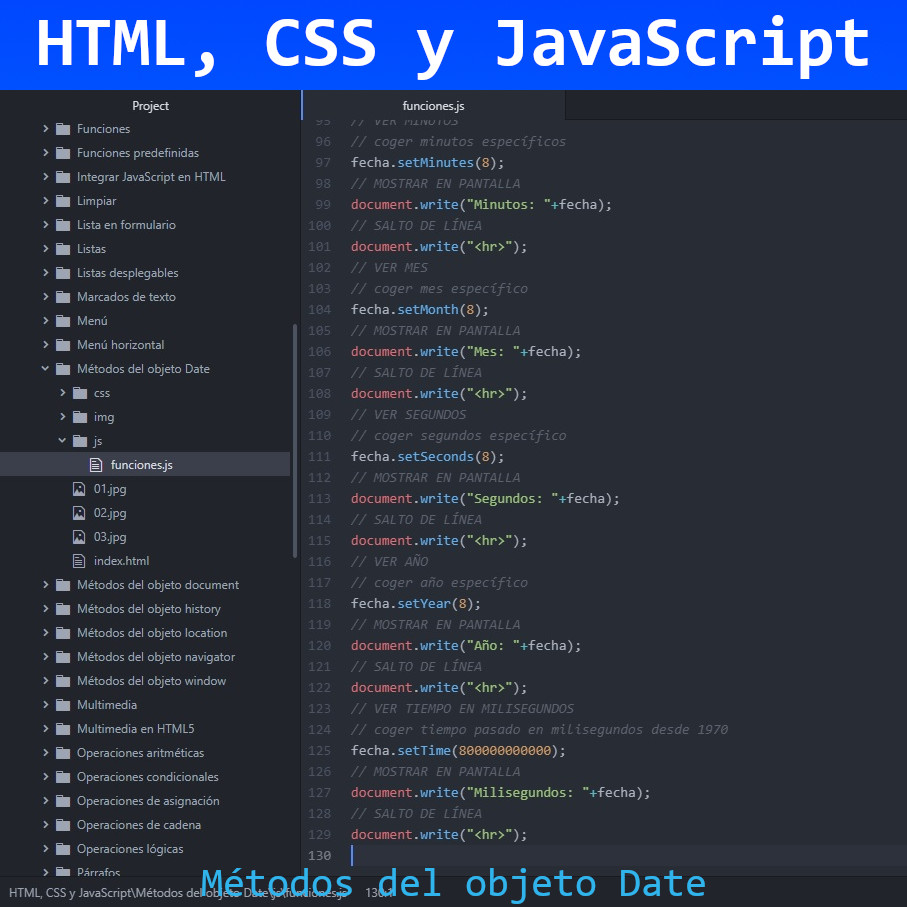 HTML, CSS y JavaScript
Project
Funciones
Funciones predefinidas
Integrar JavaScript en HTML
Limpiar
Lista en formulario
Listas
Listas desplegables
Marcados de texto
Menú
Menú horizontal
Métodos del objeto Date
css
img
js
funciones.js
01.jpg
02.jpg
03.jpg
index.html
Métodos del objeto document
Métodos del objeto history
Métodos del objeto location
Métodos del objeto navigator
Métodos del objeto window
Multimedia
Multimedia en HTML5
Operaciones aritméticas
Operaciones condicionales
Operaciones de asignación
Operaciones de cadena
Operaciones lógicas
Párrafos
funciones.js
95 // VER MINUTOS
96 // coger minutos específicos
97 fecha.setMinutes(8);
98 // MOSTRAR EN PANTALLA
99 document.write("Minutos: "+fecha);
100 // SALTO DE LÍNEA
101 document.write("<hr>");
102 // VER MES
103 // coger mes específico
104 fecha.setMonth(8);
105 // MOSTRAR EN PANTALLA
106 document.write("Mes: "+fecha);
107 // SALTO DE LÍNEA
108 document.write("<hr>");
109 // VER SEGUNDOS
110 // coger segundos específico
111 fecha.setSeconds(8);
112 // MOSTRAR EN PANTALLA
113 document.write("Segundos: "+fecha);
114 // SALTO DE LÍNEA
115 document.write("<hr>");
116 // VER AÑO
117 // coger año específico
118 fecha.setYear(8);
119 // MOSTRAR EN PANTALLA
120 document.write("Año: "+fecha);
121 // SALTO DE LÍNEA
122 document.write("<hr>");
123 // VER TIEMPO EN MILISEGUNDOS
124 // coger tiempo pasado en milisegundos desde 1970
125 fecha.setTime(800000000000);
126 // MOSTRAR EN PANTALLA
127 document.write("Milisegundos: "+fecha);
128 // SALTO DE LÍNEA
129 document.write("<hr>");
130
HTML, CSS y JavaScript\Métodos del objeto Date\js\funciones.js 130:1
Métodos del objeto Date